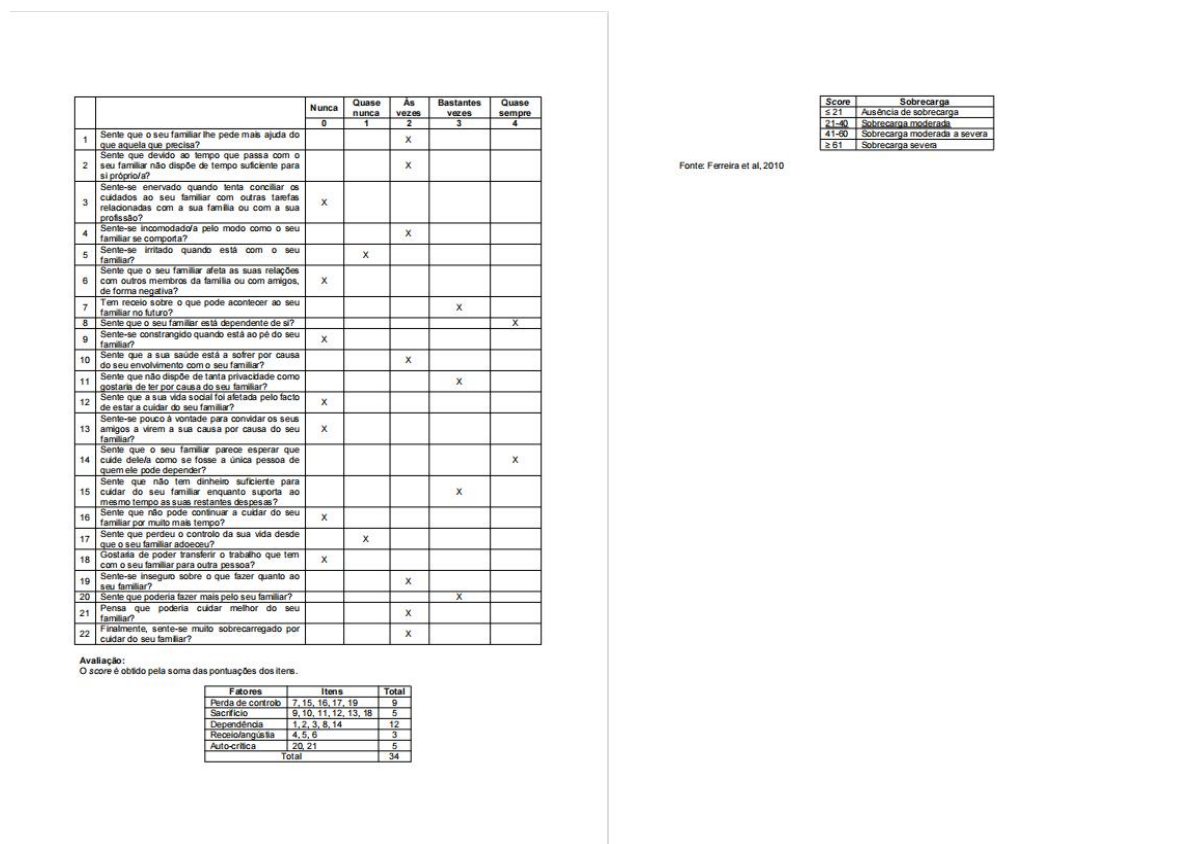 Nunca Quase nunca Às vezes Bastantes vezes Quase sempre
0 1 2 3 4
1 Sente que o seu familiar lhe pede mais ajuda do
que aquela que precisa? X
2 Sente que devido ao tempo que passa com o
seu familiar não dispõe de tempo suficiente para
si próprio/a? X
3 Sente-se enervado quando tenta conciliar os
cuidados ao seu familiar com outras tarefas
relacionadas com a sua família ou com a sua
profissão? X
4 Sente-se incomodado/a pelo modo como o seu
familiar se comporta? X
5 Sente-se irritado quando está com o seu
familiar? X
6 Sente que o seu familiar afeta as suas relações
com outros membros da família ou com amigos,
de forma negativa? X
7 Tem receio sobre o que pode acontecer ao seu
familiar no futuro? X
8 Sente que o seu familiar está dependente de si? X
9 Sente-se constrangido quando está ao pé do seu
familiar? X
10 Sente que a sua saúde está a sofrer por causa
do seu envolvimento com o seu familiar? X
11 Sente que não dispõe de tanta privacidade como
gostaria de ter por causa do seu familiar? X
12 Sente que a sua vida social foi afetada pelo facto
de estar a cuidar do seu familiar? X
13 Sente-se pouco à vontade para convidar os seus
amigos a virem a sua causa por causa do seu
familiar? X
14 Sente que o seu familiar parece esperar que
cuide dele/a como se fosse a única pessoa de
quem ele pode depender? X
15 Sente que não tem dinheiro suficiente para
cuidar do seu familiar enquanto suporta ao
mesmo tempo as suas restantes despesas? X
16 Sente que não pode continuar a cuidar do seu
familiar por muito mais tempo? X
17 Sente que perdeu o controlo da sua vida desde
que o seu familiar adoeceu? X
18 Gostaria de poder transferir o trabalho que tem
com o seu familiar para outra pessoa? X
19 Sente-se inseguro sobre o que fazer quanto ao
seu familiar? X
20 Sente que poderia fazer mais pelo seu familiar? X
21 Pensa que poderia cuidar melhor do seu
familiar? X
22 Finalmente, sente-se muito sobrecarregado por
cuidar do seu familiar? X
Avaliação:
O score é obtido pela soma das pontuações dos itens.
Fatores Itens Total
Perda de controlo 7, 15, 16, 17, 19 9
Sacrifício 9, 10, 11, 12, 13, 18 5
Dependência 1, 2, 3, 8, 14 12
Receio/angústia 4, 5, 6 3
Auto-crítica 20, 21 5
Total 34
Score Sobrecarga
≤ 21 Ausência de sobrecarga
21-40 Sobrecarga moderada
41-60 Sobrecarga moderada a severa
≥ 61 Sobrecarga severa
Fonte: Ferreira et al, 2010